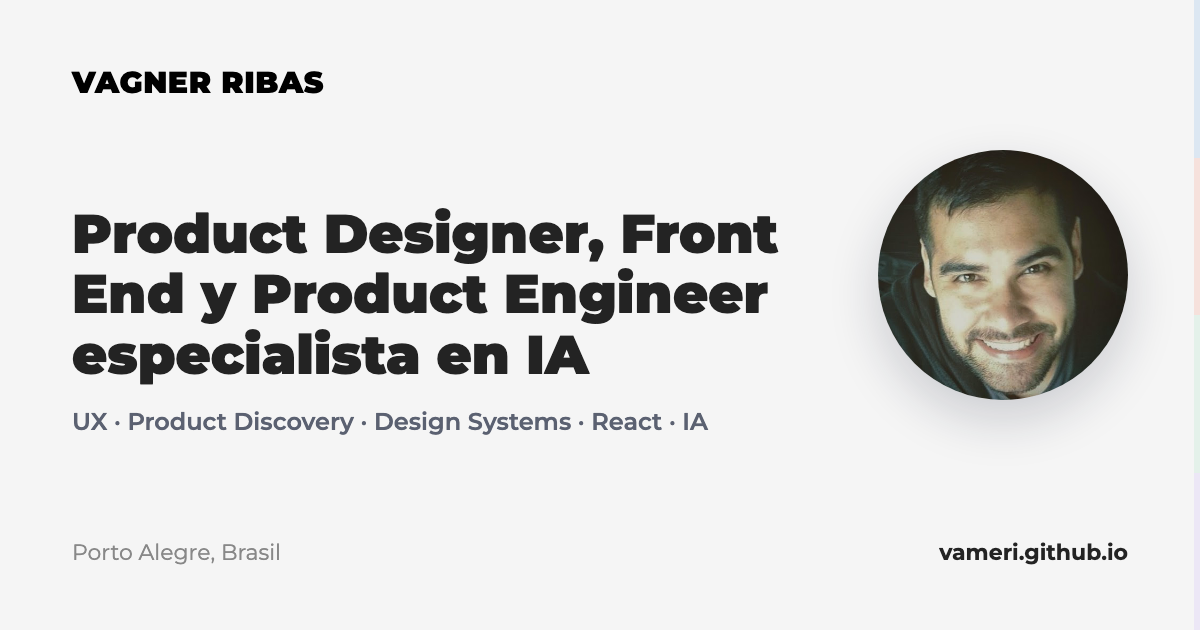 VAGNER RIBAS
Product Designer, Front
End y Product Engineer
especialista en IA
UX · Product Discovery · Design Systems · React · IA
Porto Alegre, Brasil
vameri.github.io